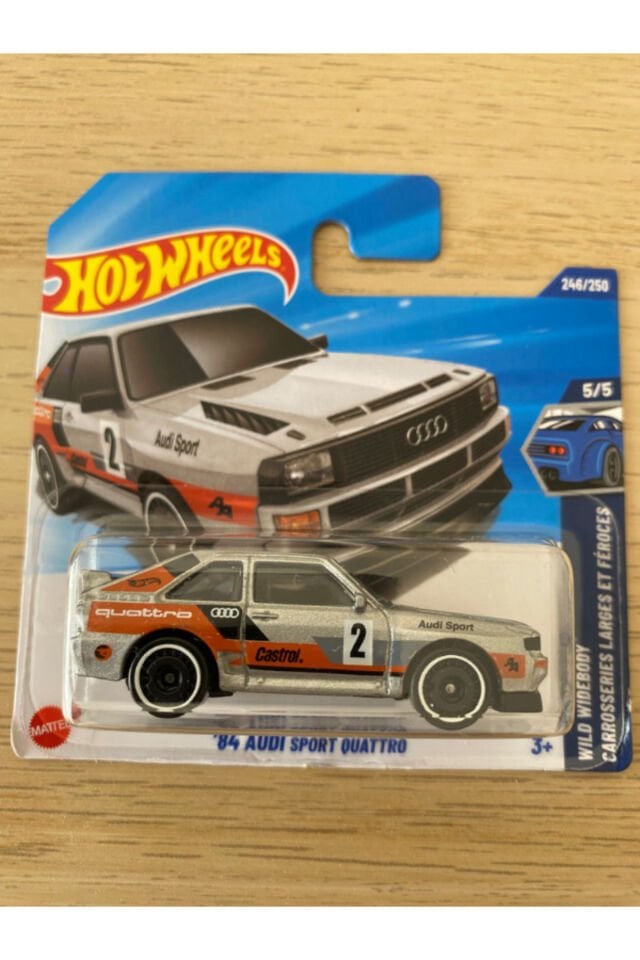 HOT WHEELS
246/250
5/5
2
Audi Sport
WILD WIDEBODY
CARROSSERIES LARGES ET FÉROCES
quattro
Audi Sport
Castrol
2
MATTEL
'84 AUDI SPORT QUATTRO
3+